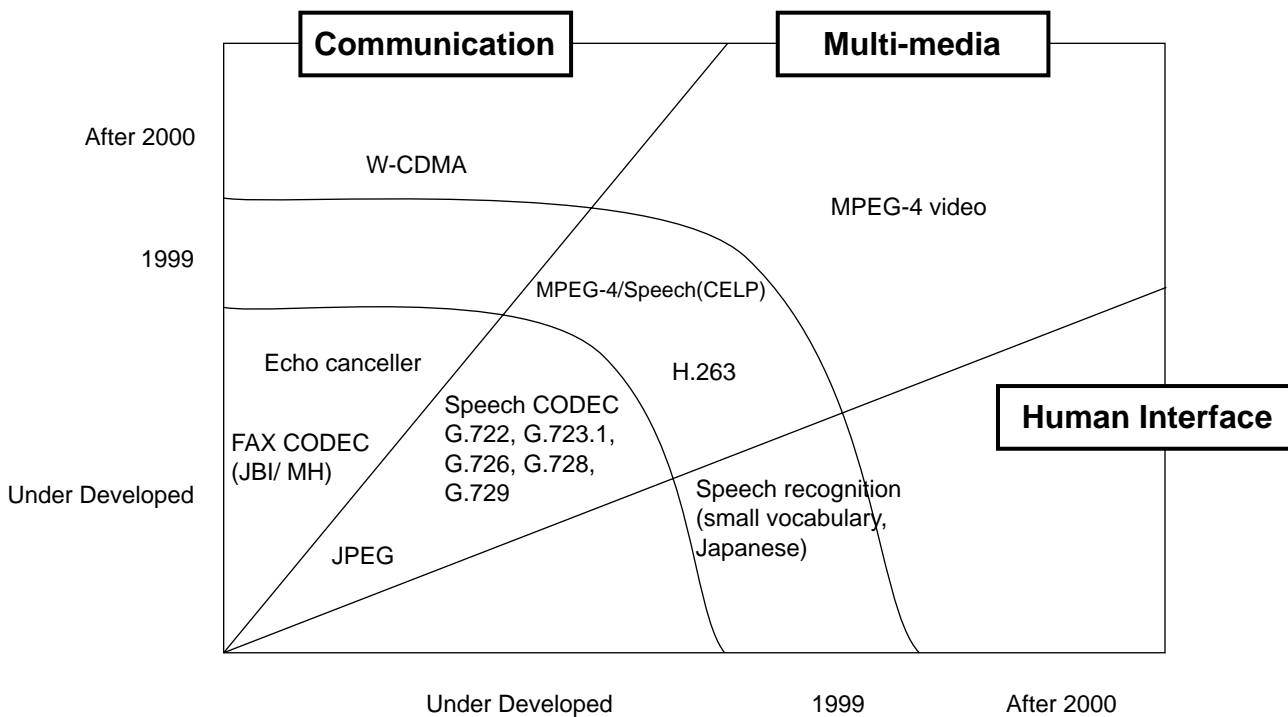 Communication
Multi-media
After 2000
W-CDMA
MPEG-4 video
1999
MPEG-4/Speech(CELP)
Echo canceller
H.263
Speech CODEC
G.722, G.723.1,
G.726, G.728,
G.729
Human Interface
FAX CODEC
(JBI/ MH)
Under Developed
Speech recognition
(small vocabulary,
Japanese)
JPEG
Under Developed
1999
After 2000